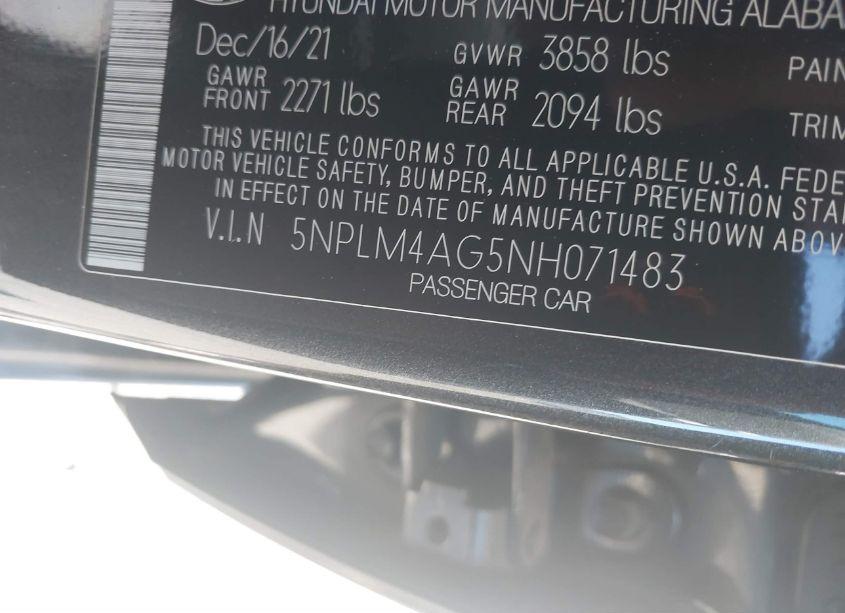 HYUNDAI MOTOR MANUFACTURING ALABA
Dec/16/21 GVWR 3858 lbs PAIN
GAWR FRONT 2271 lbs GAWR REAR 2094 lbs TRIM
THIS VEHICLE CONFORMS TO ALL APPLICABLE U.S.A. FEDE
MOTOR VEHICLE SAFETY, BUMPER, AND THEFT PREVENTION STA
IN EFFECT ON THE DATE OF MANUFACTURE SHOWN ABOV
V.I.N 5NPLM4AG5NH071483
PASSENGER CAR